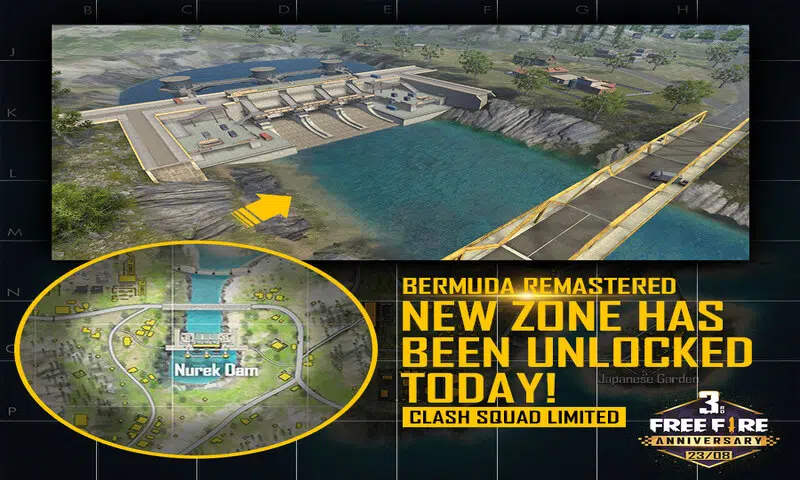 B C D E F G H
J
K
L
M
N
O
P
Nurek Dam
BERMUDA REMASTERED
NEW ZONE HAS
BEEN UNLOCKED
TODAY!
Japanese Garden
CLASH SQUAD LIMITED
3
FREE FIRE
ANNIVERSARY
23/08